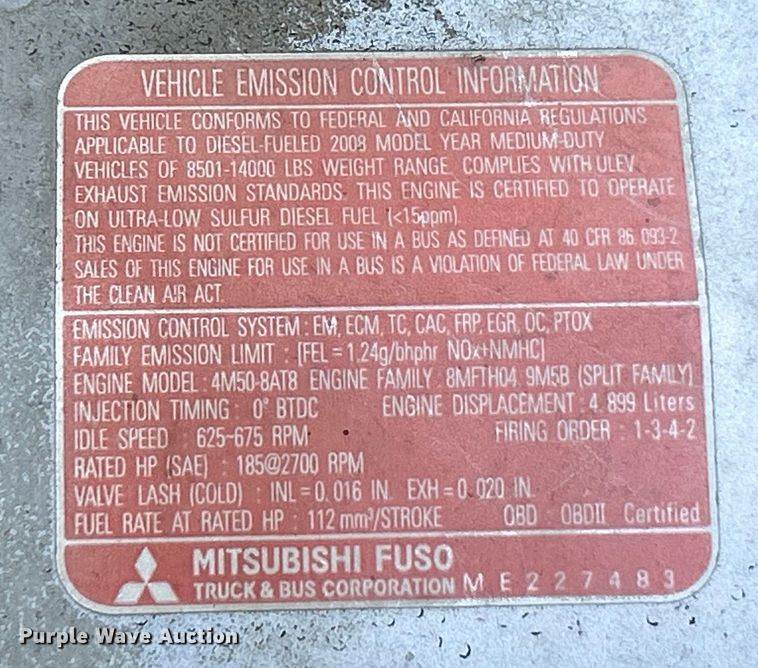 VEHICLE EMISSION CONTROL INFORMATION
THIS VEHICLE CONFORMS TO FEDERAL AND CALIFORNIA REGULATIONS
APPLICABLE TO DIESEL-FUELED 2008 MODEL YEAR MEDIUM-DUTY
VEHICLES OF 8501-14000 LBS WEIGHT RANGE. COMPLIES WITH ULEV
EXHAUST EMISSION STANDARDS. THIS ENGINE IS CERTIFIED TO OPERATE
ON ULTRA-LOW SULFUR DIESEL FUEL (<15ppm)
THIS ENGINE IS NOT CERTIFIED FOR USE IN A BUS AS DEFINED AT 40 CFR 86.093-2
SALES OF THIS ENGINE FOR USE IN A BUS IS A VIOLATION OF FEDERAL LAW UNDER
THE CLEAN AIR ACT.
EMISSION CONTROL SYSTEM : EM, ECM, TC, CAC, FRP, EGR, OC, PTOX
FAMILY EMISSION LIMIT : [FEL = 1.24g/bhphr NOx+NMHC]
ENGINE MODEL : 4M50-8AT8 ENGINE FAMILY : 8MFTH04.9M5B (SPLIT FAMILY)
INJECTION TIMING : 0° BTDC ENGINE DISPLACEMENT : 4.899 Liters
IDLE SPEED : 625~675 RPM FIRING ORDER : 1-3-4-2
RATED HP (SAE) : 185@2700 RPM
VALVE LASH (COLD) : INL = 0.016 IN. EXH = 0.020 IN.
FUEL RATE AT RATED HP : 112 mm³/STROKE OBD : OBDII Certified
MITSUBISHI FUSO
TRUCK & BUS CORPORATION ME227483
Purple Wave Auction